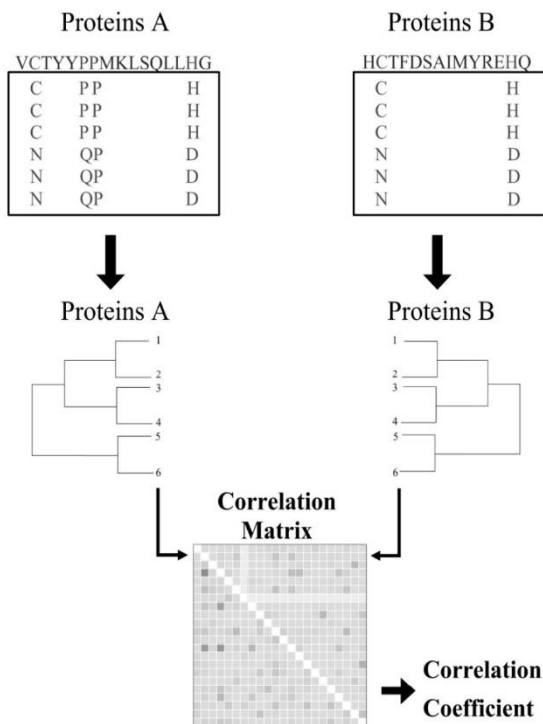 Proteins A
VCTYYPPMKLSQLLHG
C PP H
C PP H
C PP H
N QP D
N QP D
N QP D
Proteins B
HCTFDSAIMYREHQ
C H
C H
C H
N D
N D
N D
Proteins A
1
2
3
4
5
6
Proteins B
1
2
3
4
5
6
Correlation
Matrix
Correlation
Coefficient